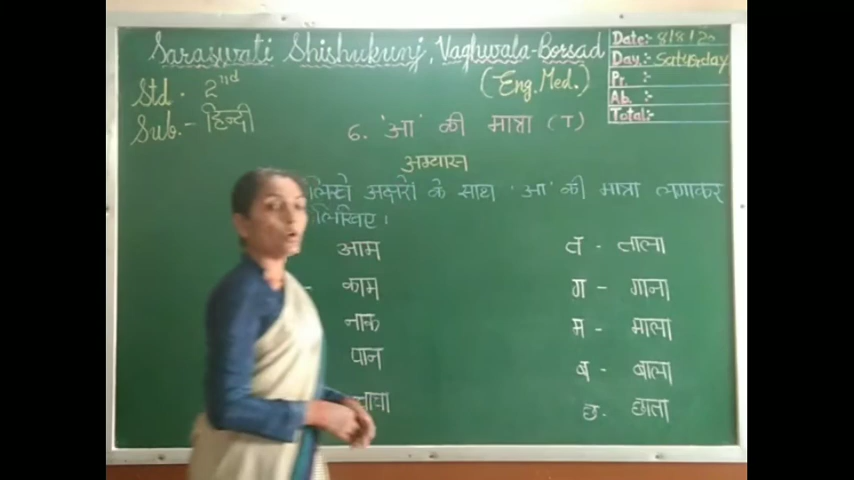 Saraswati Shishukunj, Vaghwala-Borsad
(Eng. Med.)
Date:- 8/8/20
Day:- Saturday
Pr. :-
Ab. :-
Total:-
Std. 2nd
Sub. - हिन्दी
6. 'आ' की मात्रा (ा)
अभ्यास
लिखे अक्षरों के साथ 'आ' की मात्रा लगाकर
लिखिए।
आम
काम
नाक
पान
त - ताला
ग - गाना
म - माला
ब - बाला
छ - छाता